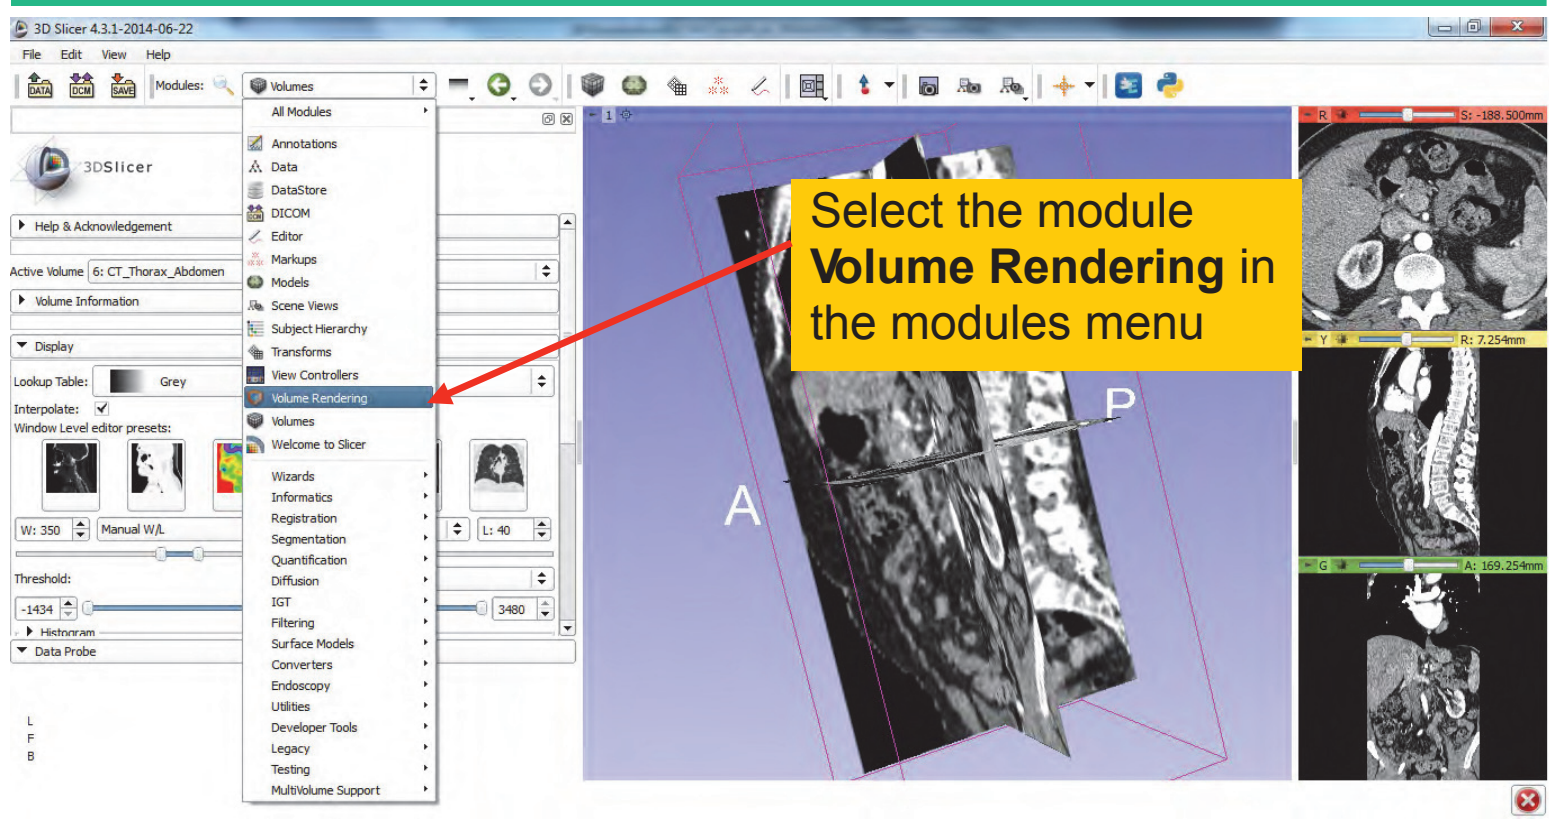 3D Slicer 4.3.1-2014-06-22
File Edit View Help
DATA DCM SAVE Modules: Volumes
All Modules
Annotations
Data
DataStore
DICOM
Editor
Markups
Models
Scene Views
Subject Hierarchy
Transforms
View Controllers
Volume Rendering
Volumes
Welcome to Slicer
Wizards
Informatics
Registration
Segmentation
Quantification
Diffusion
IGT
Filtering
Surface Models
Converters
Endoscopy
Utilities
Developer Tools
Legacy
Testing
MultiVolume Support
3DSlicer
Help & Acknowledgement
Active Volume 6: CT_Thorax_Abdomen
Volume Information
Display
Lookup Table: Grey
Interpolate:
Window Level editor presets:
W: 350 Manual W/L L: 40
Threshold:
-1434 3480
Histogram
Data Probe
L
F
B
1
Select the module
Volume Rendering in
the modules menu
P
A
R S: -188.500mm
Y R: 7.254mm
G A: 169.254mm